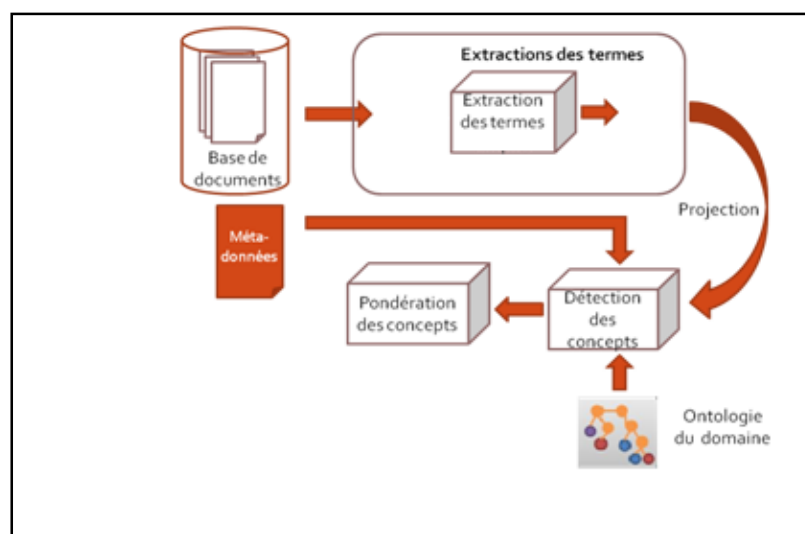 Extractions des termes
Extraction
des termes
Base de
documents
Projection
Méta-
données
Pondération
des concepts
Détection
des
concepts
Ontologie
du domaine